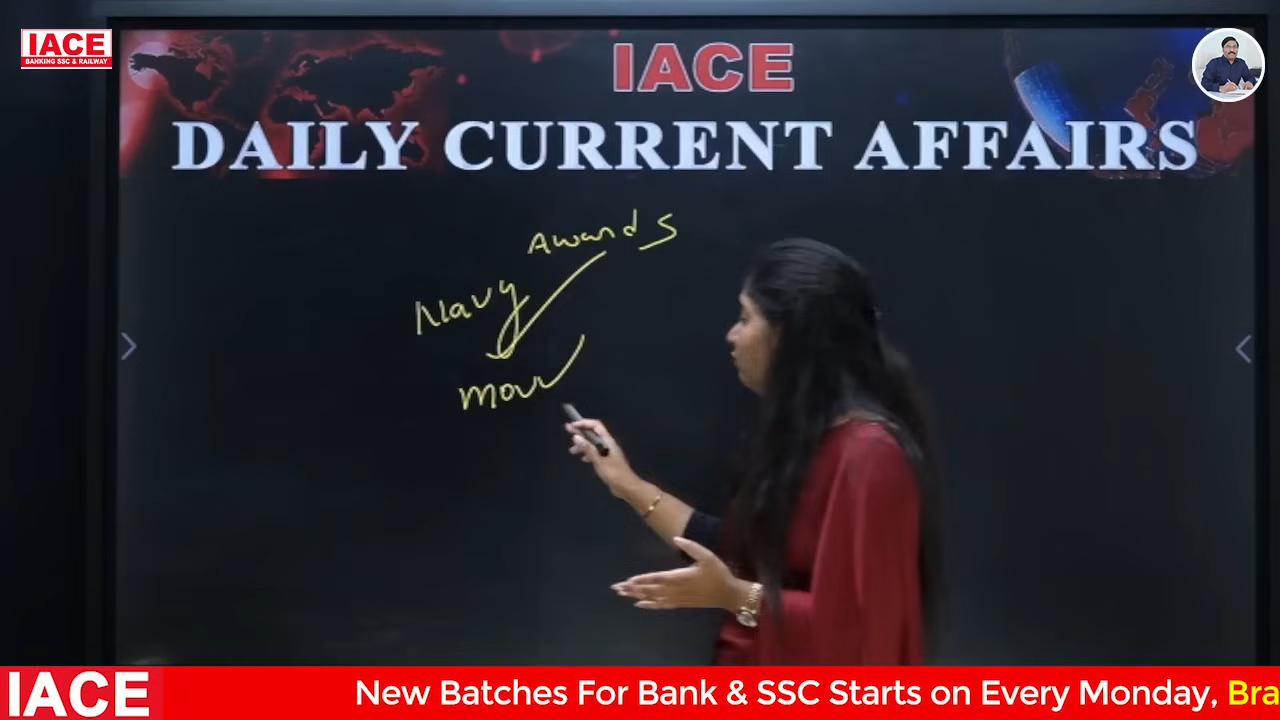 IACE
BANKING SSC & RAILWAY
IACE
DAILY CURRENT AFFAIRS
Awards
Navy
IACE
New Batches For Bank & SSC Starts on Every Monday, Bra